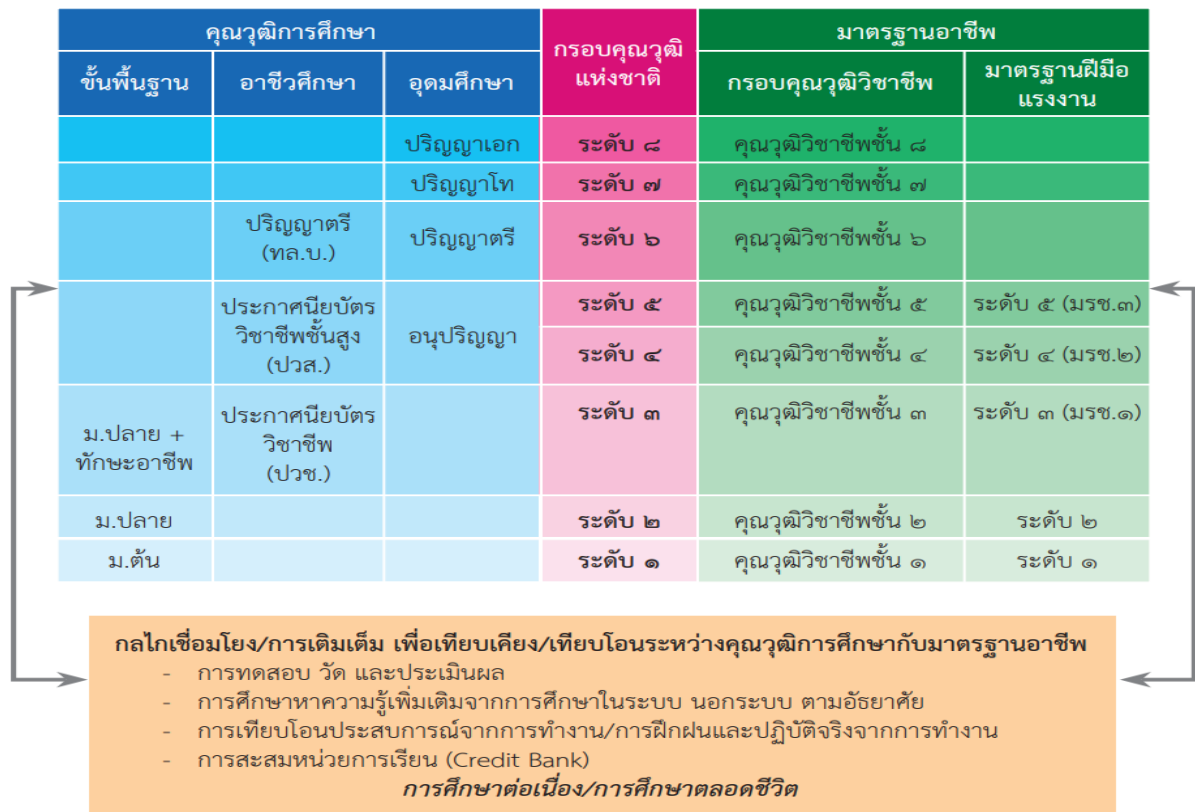 คุณวุฒิการศึกษา
กรอบคุณวุฒิ
แห่งชาติ
มาตรฐานอาชีพ
ขั้นพื้นฐาน อาชีวศึกษา อุดมศึกษา
กรอบคุณวุฒิวิชาชีพ
มาตรฐานฝีมือ
แรงงาน
ปริญญาเอก ระดับ ๘ คุณวุฒิวิชาชีพชั้น ๘
ปริญญาโท ระดับ ๗ คุณวุฒิวิชาชีพชั้น ๗
ปริญญาตรี
(ทล.บ.)
ปริญญาตรี ระดับ ๖ คุณวุฒิวิชาชีพชั้น ๖
ประกาศนียบัตร
วิชาชีพชั้นสูง
(ปวส.)
อนุปริญญา
ระดับ ๕ คุณวุฒิวิชาชีพชั้น ๕ ระดับ ๕ (มรช.๓)
ระดับ ๔ คุณวุฒิวิชาชีพชั้น ๔ ระดับ ๔ (มรช.๒)
ม.ปลาย +
ทักษะอาชีพ
ประกาศนียบัตร
วิชาชีพ
(ปวช.)
ระดับ ๓ คุณวุฒิวิชาชีพชั้น ๓ ระดับ ๓ (มรช.๑)
ม.ปลาย ระดับ ๒ คุณวุฒิวิชาชีพชั้น ๒ ระดับ ๒
ม.ต้น ระดับ ๑ คุณวุฒิวิชาชีพชั้น ๑ ระดับ ๑
กลไกเชื่อมโยง/การเติมเต็ม เพื่อเทียบเคียง/เทียบโอนระหว่างคุณวุฒิการศึกษากับมาตรฐานอาชีพ
- การทดสอบ วัด และประเมินผล
- การศึกษาหาความรู้เพิ่มเติมจากการศึกษาในระบบ นอกระบบ ตามอัธยาศัย
- การเทียบโอนประสบการณ์จากการทำงาน/การฝึกฝนและปฏิบัติจริงจากการทำงาน
- การสะสมหน่วยการเรียน (Credit Bank)
การศึกษาต่อเนื่อง/การศึกษาตลอดชีวิต